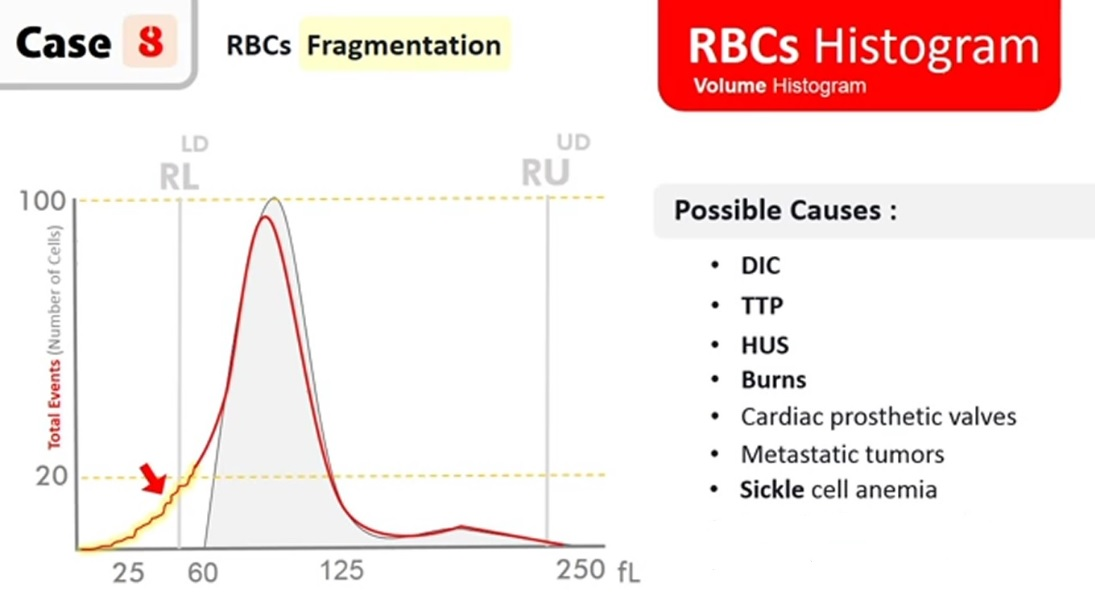 Case 8
RBCs Fragmentation
RBCs Histogram
Volume Histogram
LD
RL
UD
RU
100
20
Total Events (Number of Cells)
25
60
125
250 fL
Possible Causes :
• DIC
• TTP
• HUS
• Burns
• Cardiac prosthetic valves
• Metastatic tumors
• Sickle cell anemia